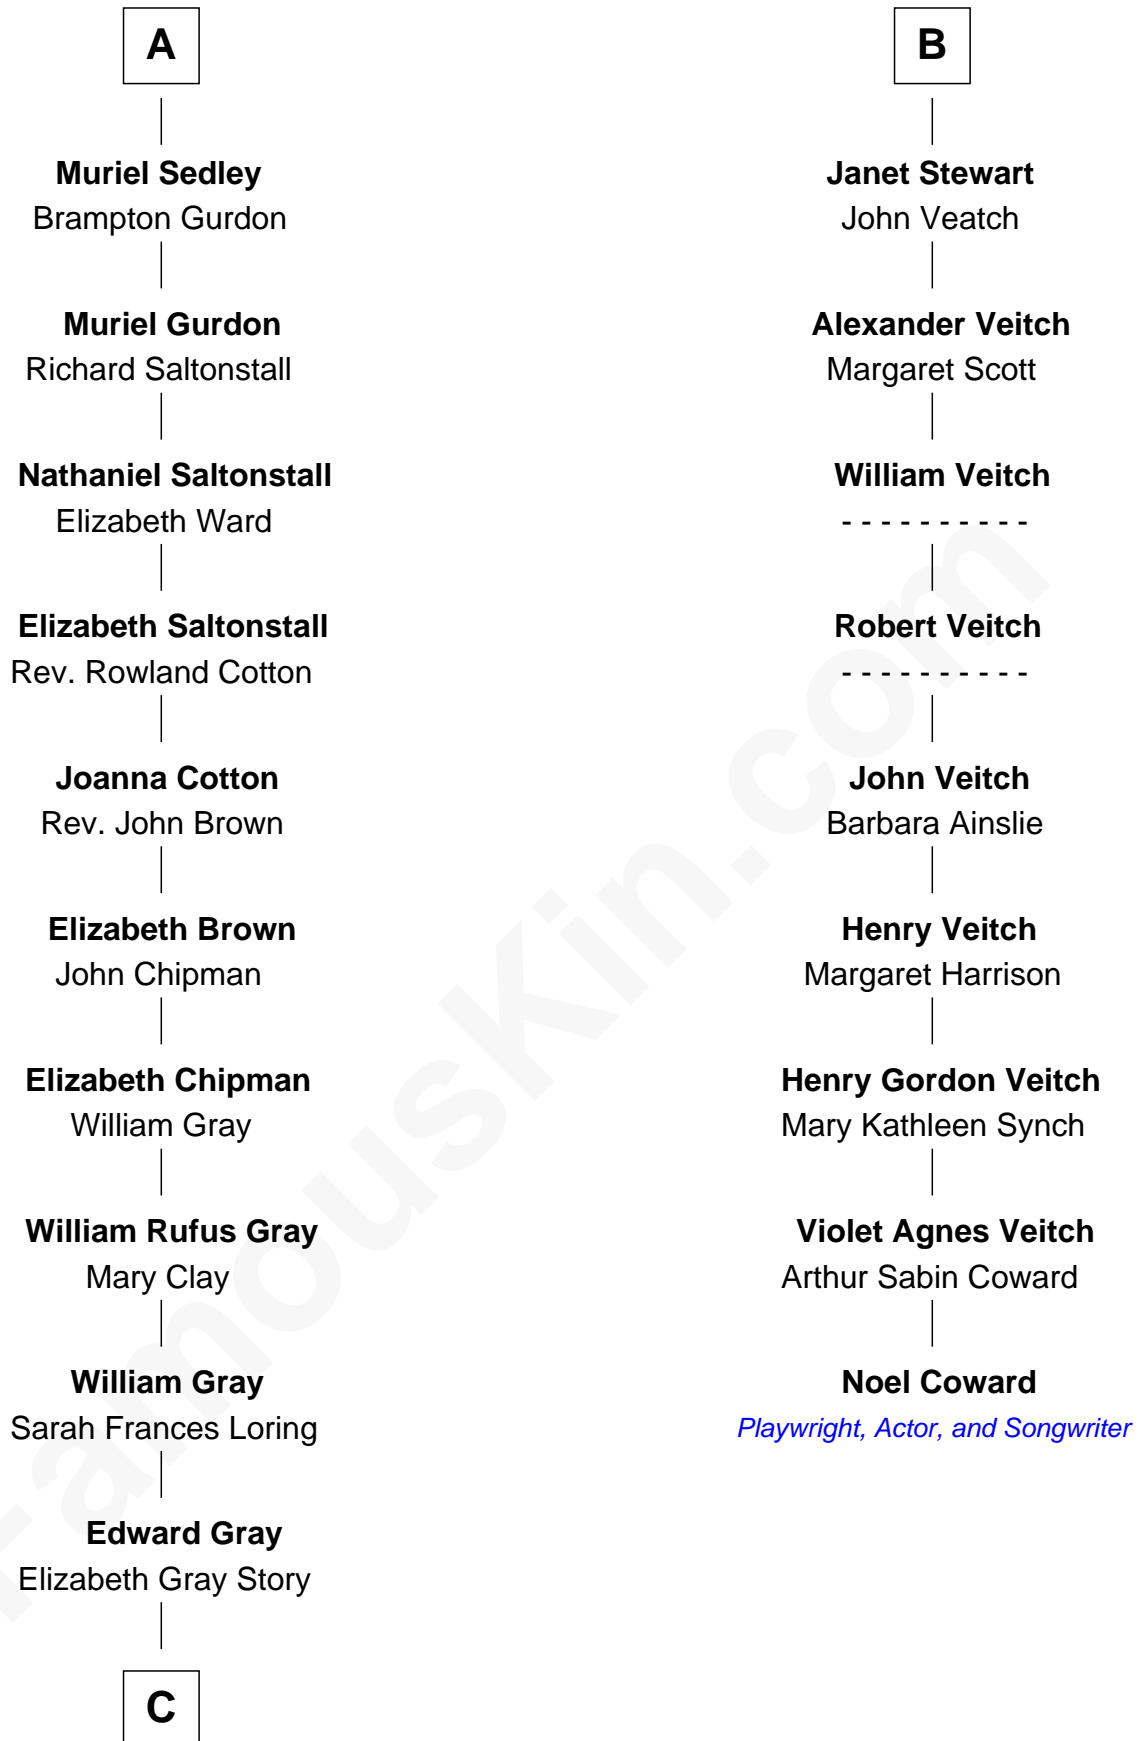 A
Muriel Sedley
Brampton Gurdon
Muriel Gurdon
Richard Saltonstall
Nathaniel Saltonstall
Elizabeth Ward
Elizabeth Saltonstall
Rev. Rowland Cotton
Joanna Cotton
Rev. John Brown
Elizabeth Brown
John Chipman
Elizabeth Chipman
William Gray
William Rufus Gray
Mary Clay
William Gray
Sarah Frances Loring
Edward Gray
Elizabeth Gray Story
C
B
Janet Stewart
John Veatch
Alexander Veitch
Margaret Scott
William Veitch
- - - - - - - - - -
Robert Veitch
- - - - - - - - - -
John Veitch
Barbara Ainslie
Henry Veitch
Margaret Harrison
Henry Gordon Veitch
Mary Kathleen Synch
Violet Agnes Veitch
Arthur Sabin Coward
Noel Coward
Playwright, Actor, and Songwriter
FamousKin.com